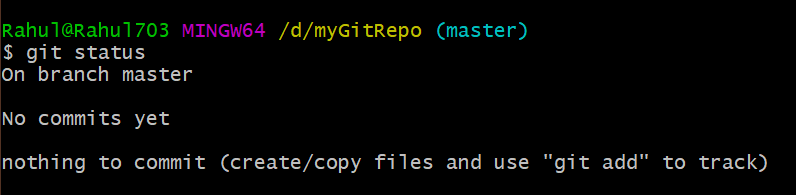 Rahul@Rahul703 MINGW64 /d/myGitRepo (master)
$ git status
On branch master
No commits yet
nothing to commit (create/copy files and use "git add" to track)